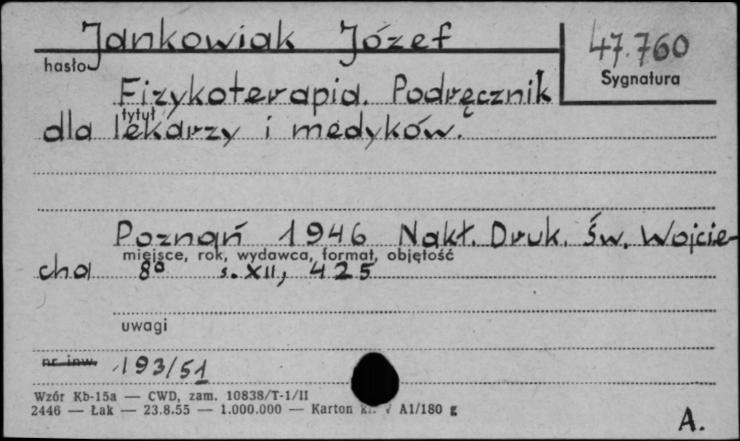 Jankowiak Józef
47.760
hasło
Sygnatura
Fizykoterapia. Podręcznik
tytuł
dla lekarzy i medyków.
Poznań 1946 Nakł. Druk. Św. Wojcie-
miejsce, rok, wydawca, format, objętość
cha 8° s. XII, 425
uwagi
nr inw. 193/51
Wzór Kb-15a — CWD, zam. 10838/T-1/II
2446 — Łak — 23.8.55 — 1.000.000 — Karton kl. V A1/180 g
A.